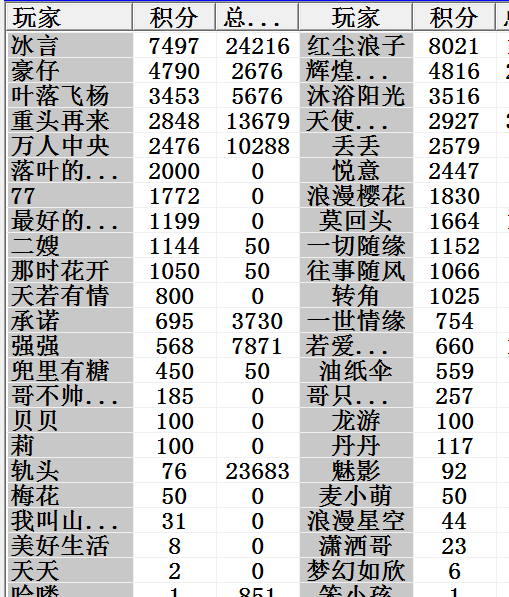 玩家 积分 总... 玩家 积分
冰言 7497 24216 红尘浪子 8021
豪仔 4790 2676 辉煌... 4816
叶落飞杨 3453 5676 沐浴阳光 3516
重头再来 2848 13679 天使... 2927
万人中央 2476 10288 丢丢 2579
落叶的... 2000 0 悦意 2447
77 1772 0 浪漫樱花 1830
最好的... 1199 0 莫回头 1664
二嫂 1144 50 一切随缘 1152
那时花开 1050 50 往事随风 1066
天若有情 800 0 转角 1025
承诺 695 3730 一世情缘 754
强强 568 7871 若爱... 660
兜里有糖 450 50 油纸伞 559
哥不帅... 185 0 哥只... 257
贝贝 100 0 龙游 100
莉 100 0 丹丹 117
轨头 76 23683 魅影 92
梅花 50 0 麦小萌 50
我叫山... 31 0 浪漫星空 44
美好生活 8 0 潇洒哥 23
天天 2 0 梦幻如欣 6
哈喽 1 851 笨小孩 1